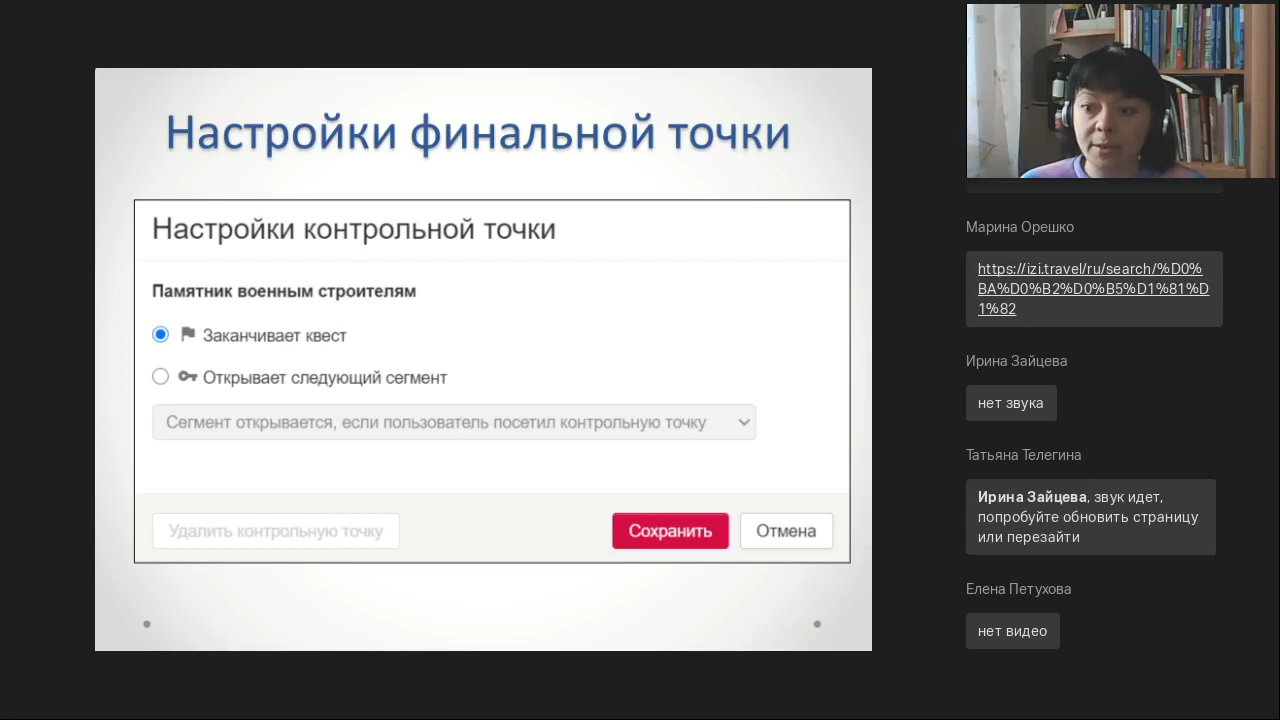 Настройки финальной точки
Настройки контрольной точки
Памятник военным строителям
Заканчивает квест
Открывает следующий сегмент
Сегмент открывается, если пользователь посетил контрольную точку
Удалить контрольную точку
Сохранить
Отмена
Марина Орешко
https://izi.travel/ru/search/%D0%
BA%D0%B2%D0%B5%D1%81%D
1%82
Ирина Зайцева
нет звука
Татьяна Телегина
Ирина Зайцева, звук идет,
попробуйте обновить страницу
или перезайти
Елена Петухова
нет видео